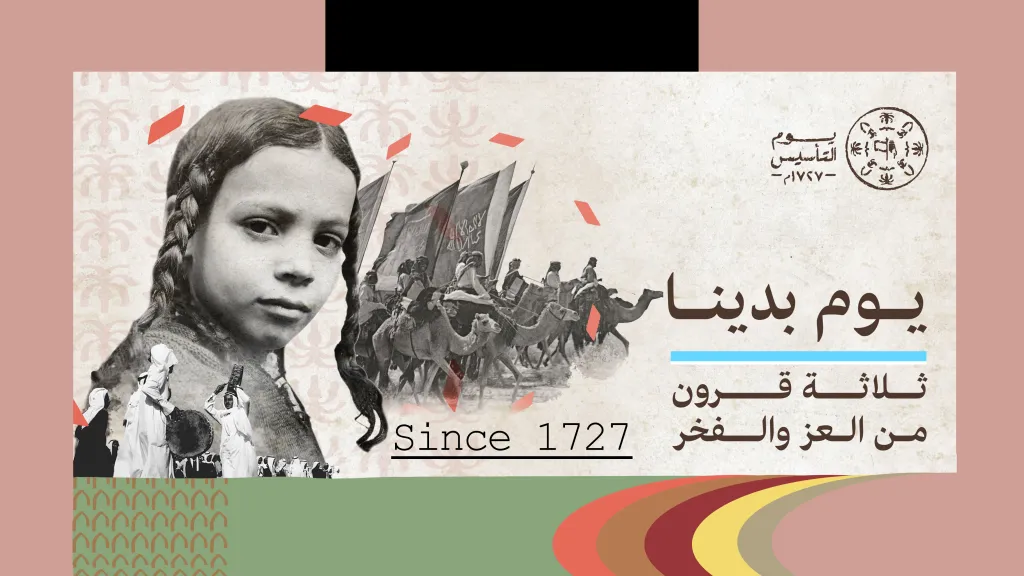 يوم
التأسيس
١٧٢٧م
يوم بدينا
ثلاثة قرون
من العز والفخر
Since 1727